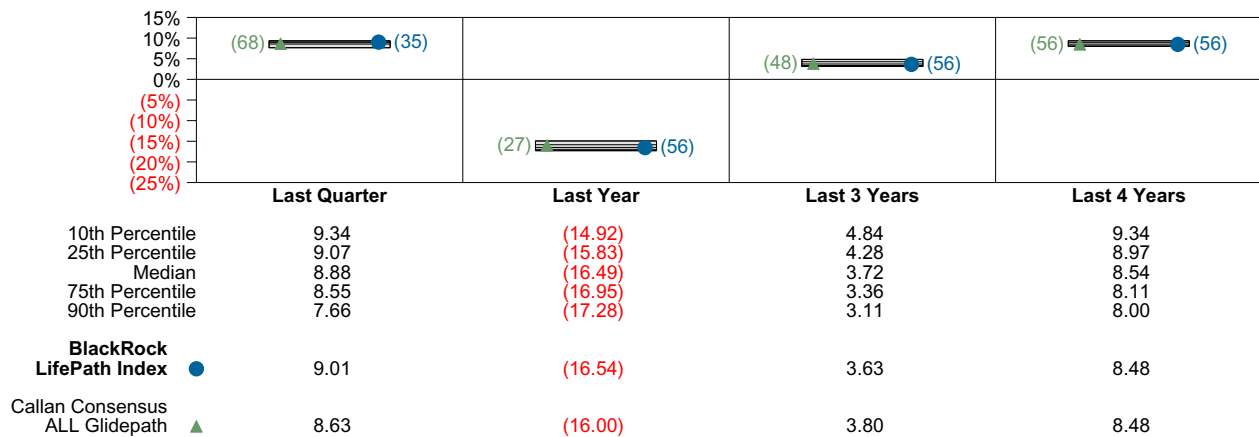 15%
10%
5%
0%
(5%)
(10%)
(15%)
(20%)
(25%)
(68) (35)
(27) (56)
(48) (56)
(56) (56)
Last Quarter Last Year Last 3 Years Last 4 Years
10th Percentile 9.34 (14.92) 4.84 9.34
25th Percentile 9.07 (15.83) 4.28 8.97
Median 8.88 (16.49) 3.72 8.54
75th Percentile 8.55 (16.95) 3.36 8.11
90th Percentile 7.66 (17.28) 3.11 8.00
BlackRock
LifePath Index 9.01 (16.54) 3.63 8.48
Callan Consensus
ALL Glidepath 8.63 (16.00) 3.80 8.48